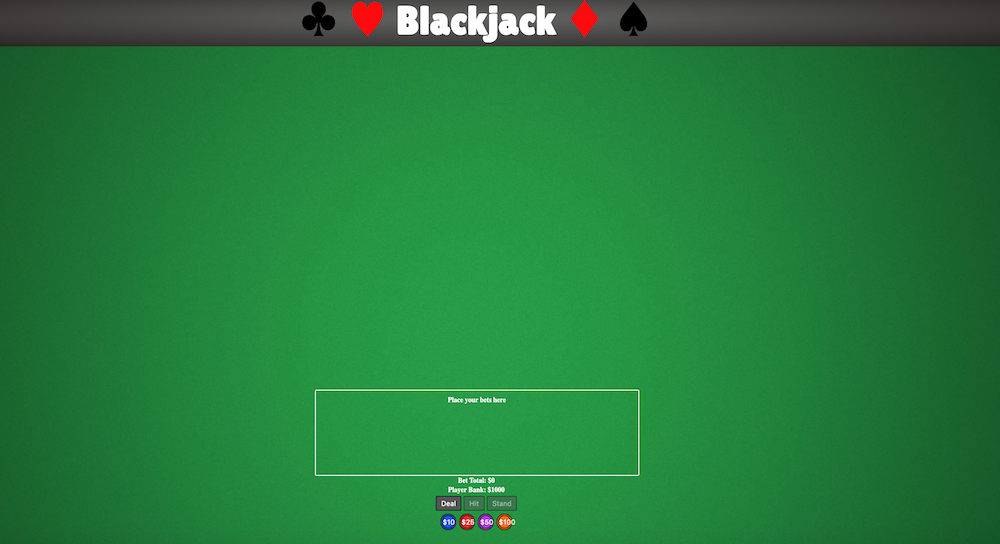 Blackjack
Place your bets here
Bet Total: $0
Player Bank: $1000
Deal Hit Stand
$10 $25 $50 $100